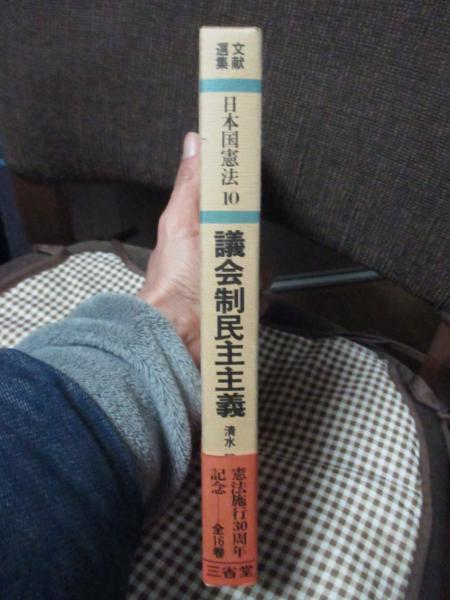 文献
選集
日本国憲法 10
議会制民主主義
清水
憲法施行30周年
記念——全16巻
三省堂